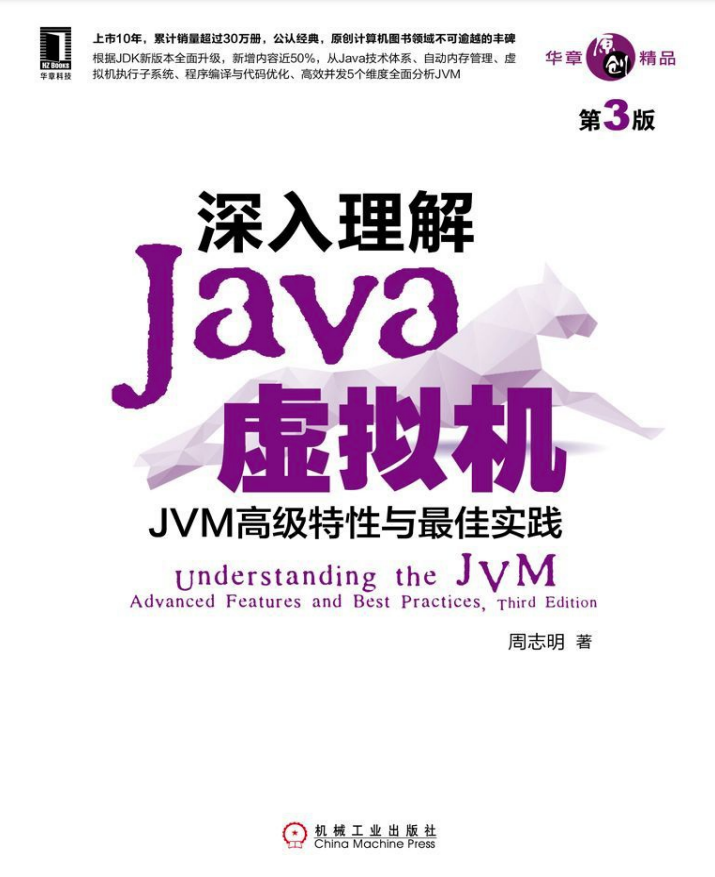 上市10年,累计销量超过30万册,公认经典,原创计算机图书领域不可逾越的丰碑
根据JDK新版本全面升级,新增内容近50%,从Java技术体系、自动内存管理、虚
拟机执行子系统、程序编译与代码优化、高效并发5个维度全面分析JVM
HZ Books
华章科技
华章 原创 精品
第3版
深入理解
Java
虚拟机
JVM高级特性与最佳实践
Understanding the JVM
Advanced Features and Best Practices, Third Edition
周志明 著
机械工业出版社
China Machine Press